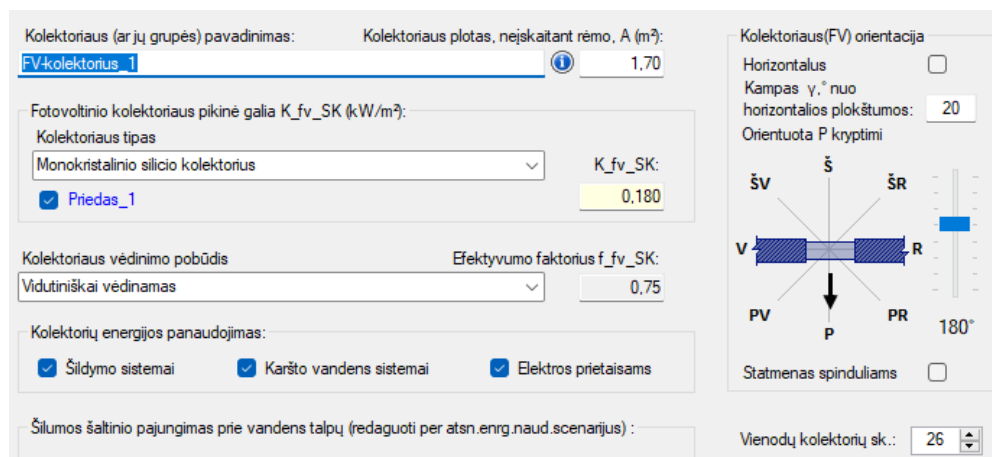 Kolektoriaus (ar jų grupės) pavadinimas:
Kolektoriaus plotas, neįskaitant rėmo, A (m²):
FV-kolektorius_1
1,70
Fotovoltinio kolektoriaus pikinė galia K_fv_SK (kW/m²):
Kolektoriaus tipas
Monokristalinio silicio kolektorius
K_fv_SK:
Priedas_1
0,180
Kolektoriaus vėdinimo pobūdis
Efektyvumo faktorius f_fv_SK:
Vidutiniškai vėdinamas
0,75
Kolektorių energijos panaudojimas:
Šildymo sistemai
Karšto vandens sistemai
Elektros prietaisams
Šilumos šaltinio pajungimas prie vandens talpų (redaguoti per atsn.enrg.naud.scenarijus) :
Kolektoriaus(FV) orientacija
Horizontalus
Kampas γ,° nuo
horizontalios plokštumos:
20
Orientuota P kryptimi
Š
ŠV
ŠR
V
R
PV
PR
P
180°
Statmenas spinduliams
Vienodų kolektorių sk.:
26